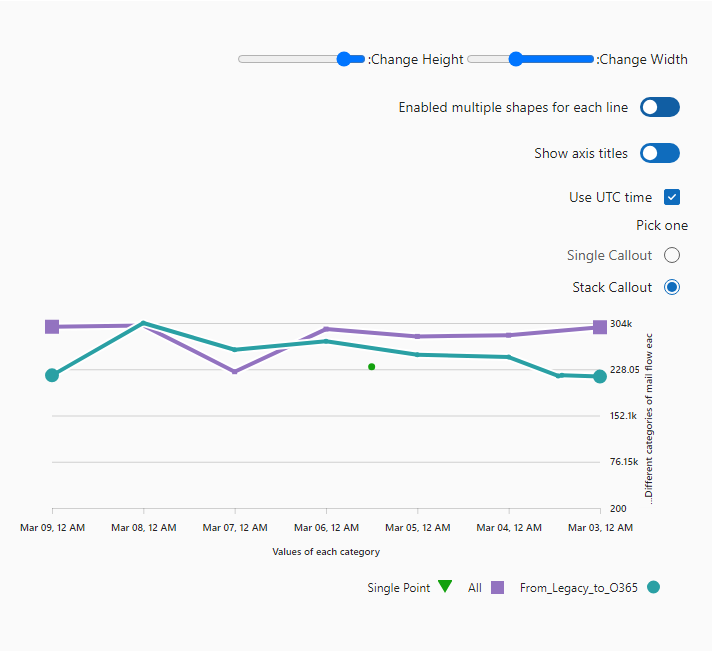 Change Height:
Change Width:
Enabled multiple shapes for each line
Show axis titles
Use UTC time
Pick one
Single Callout
Stack Callout
304k
228.05
152.1k
76.15k
200
Different categories of mail flow eac...
Mar 09, 12 AM
Mar 08, 12 AM
Mar 07, 12 AM
Mar 06, 12 AM
Mar 05, 12 AM
Mar 04, 12 AM
Mar 03, 12 AM
Values of each category
Single Point
All
From_Legacy_to_O365